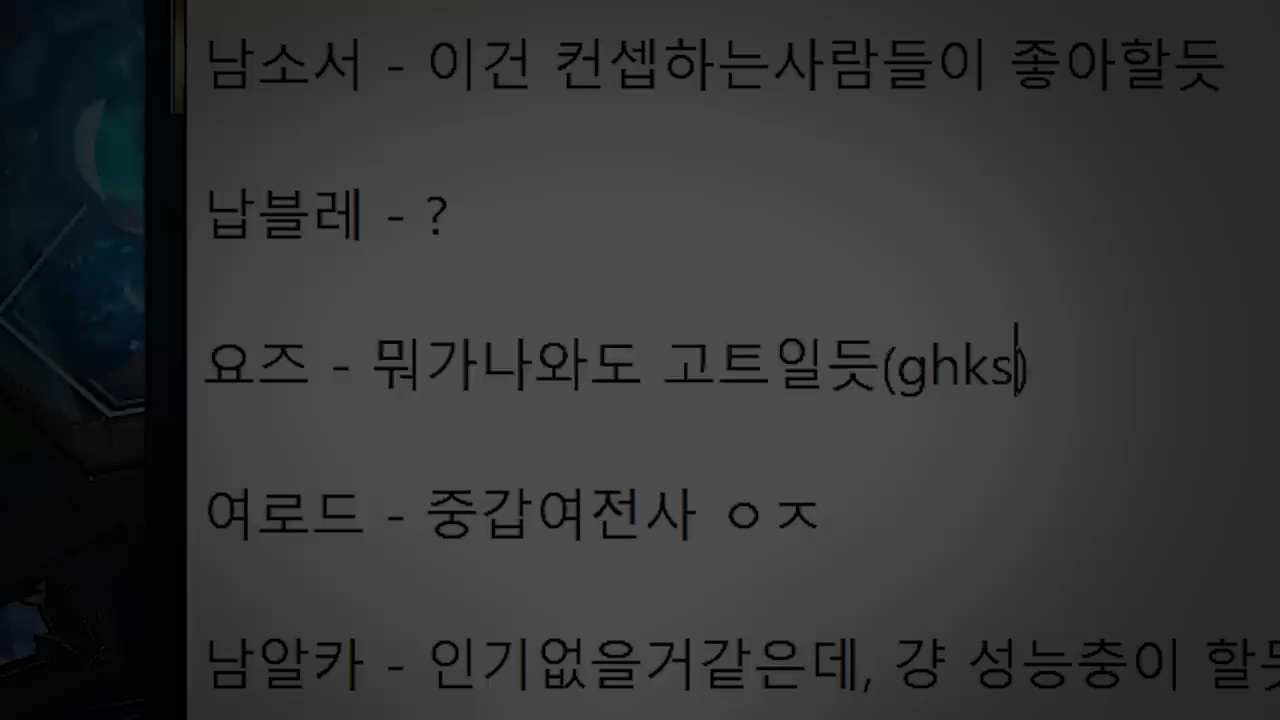 남소서 - 이건 컨셉하는사람들이 좋아할듯
납블레 - ?
요즈 - 뭐가나와도 고트일듯(ghks)
여로드 - 중갑여전사 ㅇㅈ
남알카 - 인기없을거같은데, 걍 성능충이 할듯